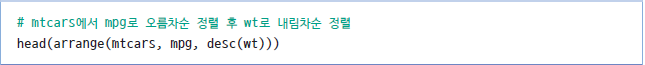 # mtcars에서 mpg로 오름차순 정렬 후 wt로 내림차순 정렬
head(arrange(mtcars, mpg, desc(wt)))